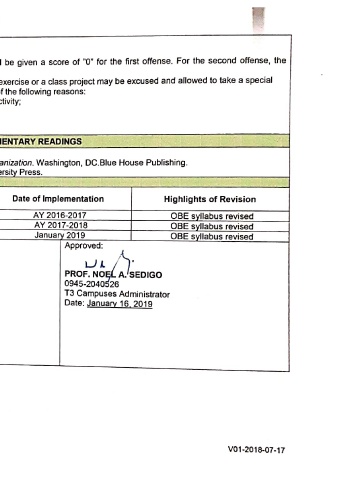 l be given a score of "0" for the first offense. For the second offense, the
exercise or a class project may be excused and allowed to take a special
f the following reasons:
ctivity;
MENTARY READINGS
anization. Washington, DC.Blue House Publishing.
ersity Press.
Date of Implementation Highlights of Revision
AY 2016-2017 OBE syllabus revised
AY 2017-2018 OBE syllabus revised
January 2019 OBE syllabus revised
Approved:
PROF. NOEL A. SEDIGO
0945-2040526
T3 Campuses Administrator
Date: January 16, 2019
V01-2018-07-17